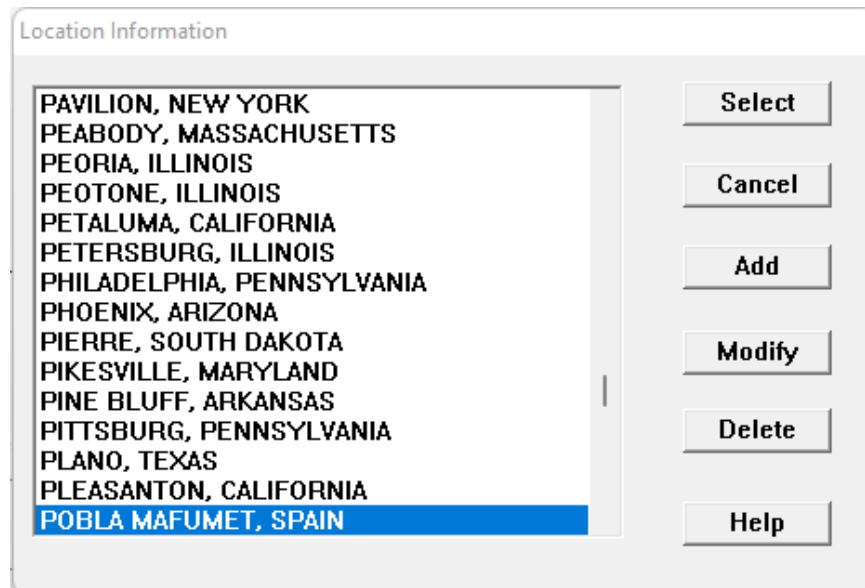 Location Information
PAVILION, NEW YORK
PEABODY, MASSACHUSETTS
PEORIA, ILLINOIS
PEOTONE, ILLINOIS
PETALUMA, CALIFORNIA
PETERSBURG, ILLINOIS
PHILADELPHIA, PENNSYLVANIA
PHOENIX, ARIZONA
PIERRE, SOUTH DAKOTA
PIKESVILLE, MARYLAND
PINE BLUFF, ARKANSAS
PITTSBURG, PENNSYLVANIA
PLANO, TEXAS
PLEASANTON, CALIFORNIA
POBLA MAFUMET, SPAIN
Select
Cancel
Add
Modify
Delete
Help